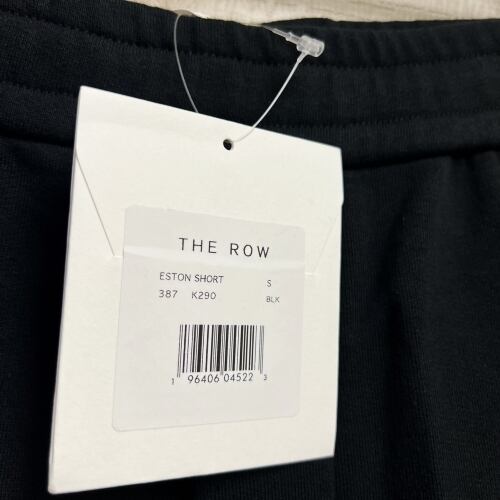 THE ROW
ESTON SHORT S
387 K290 BLK
1 96406 04522 3